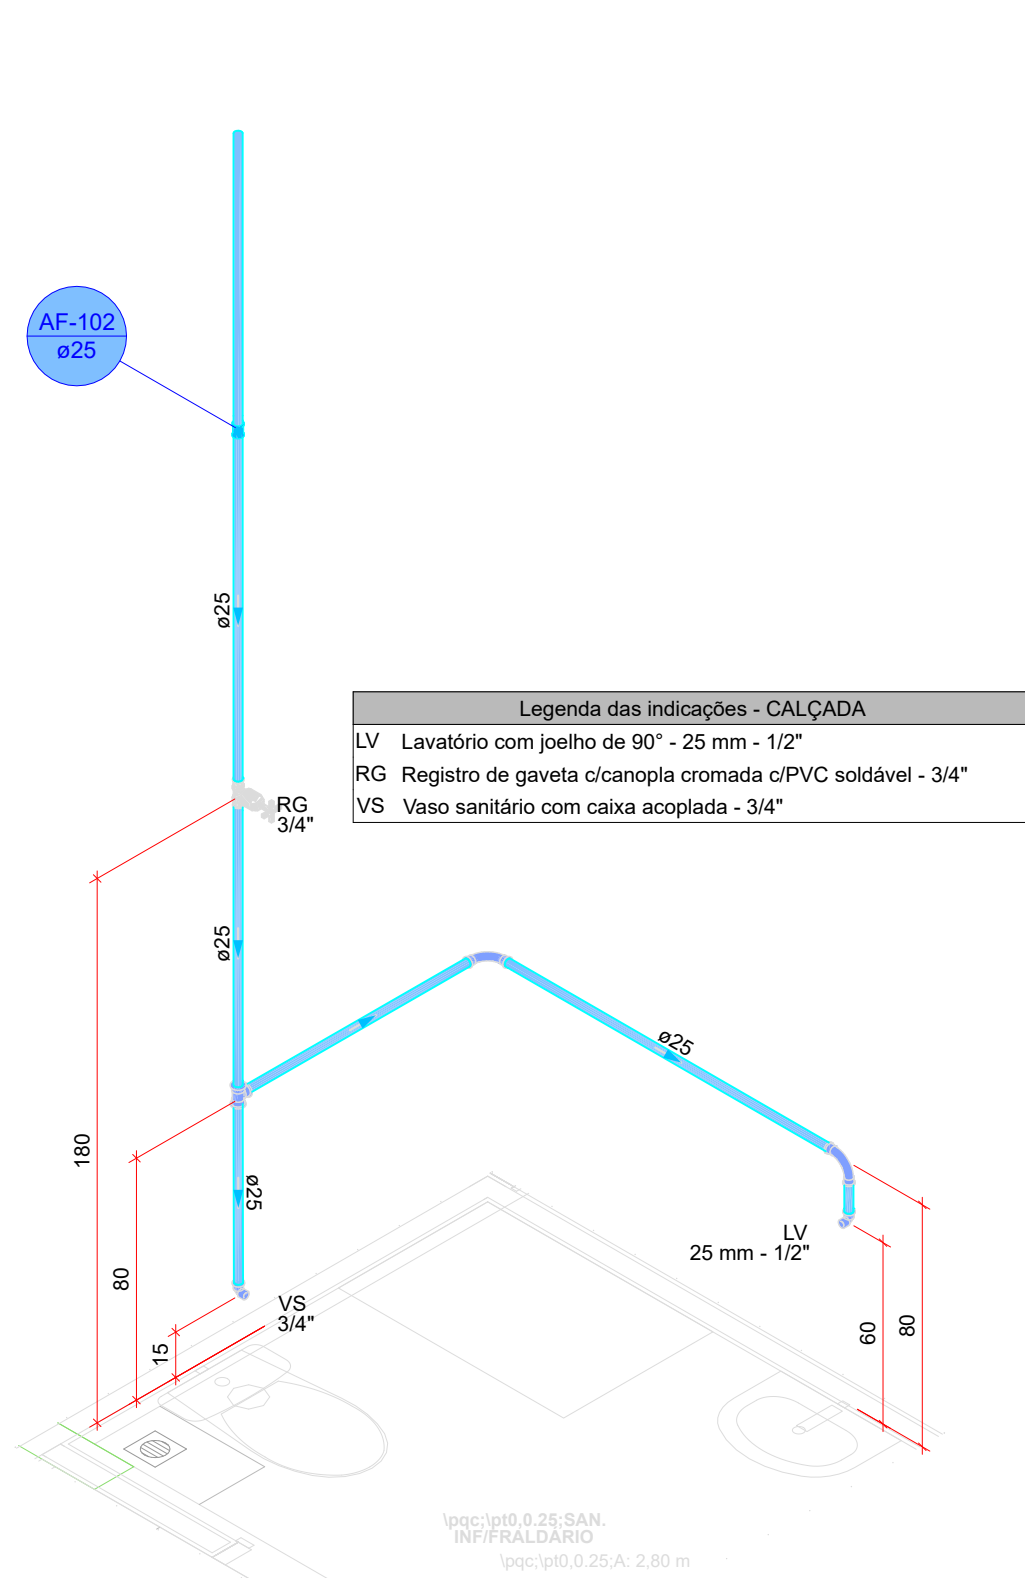 AF-102
ø25
ø25
Legenda das indicações - CALÇADA
LV Lavatório com joelho de 90° - 25 mm - 1/2"
RG Registro de gaveta c/canopla cromada c/PVC soldável - 3/4"
VS Vaso sanitário com caixa acoplada - 3/4"
RG
3/4"
ø25
ø25
180
ø25
80
15
VS
3/4"
LV
25 mm - 1/2"
60
80
\pqc;\pt0,0.25;SAN.
INF/FRALDÁRIO
\pqc;\pt0,0.25;A: 2,80 m